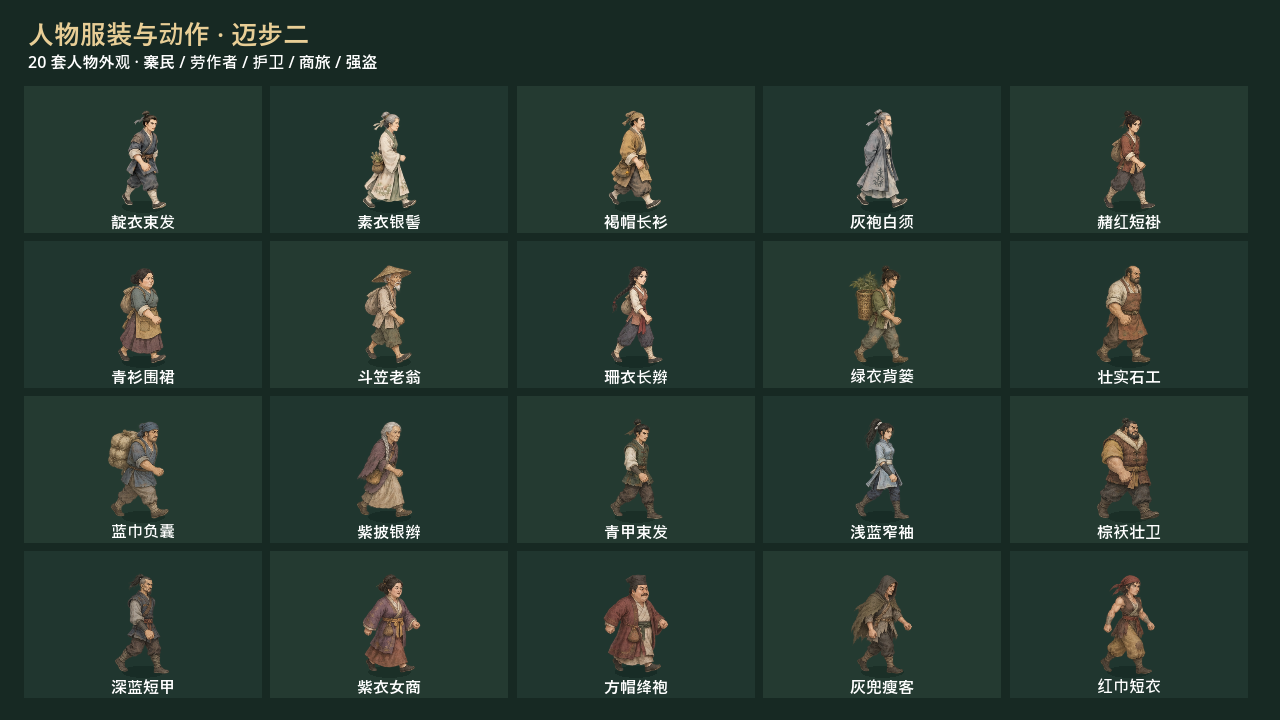 人物服装与动作 · 迈步二
20 套人物外观 · 寨民 / 劳作者 / 护卫 / 商旅 / 强盗
靛衣束发
素衣银髻
褐帽长衫
灰袍白须
赭红短褂
青衫围裙
斗笠老翁
珊衣长辫
绿衣背篓
壮实石工
蓝巾负囊
紫披银辫
青甲束发
浅蓝窄袖
棕袄壮卫
深蓝短甲
紫衣女商
方帽绛袍
灰兜瘦客
红巾短衣